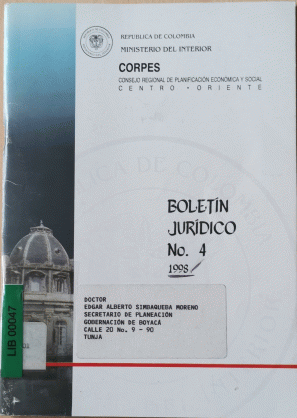 REPUBLICA DE COLOMBIA
MINISTERIO DEL INTERIOR
CORPES
CONSEJO REGIONAL DE PLANIFICACIÓN ECONÓMICA Y SOCIAL
CENTRO - ORIENTE
BOLETÍN
JURÍDICO
No. 4
1998
DOCTOR
EDGAR ALBERTO SIMBAQUEBA MORENO
SECRETARIO DE PLANEACIÓN
GOBERNACIÓN DE BOYACÁ
CALLE 20 No. 9 - 90
TUNJA
LIB 00047